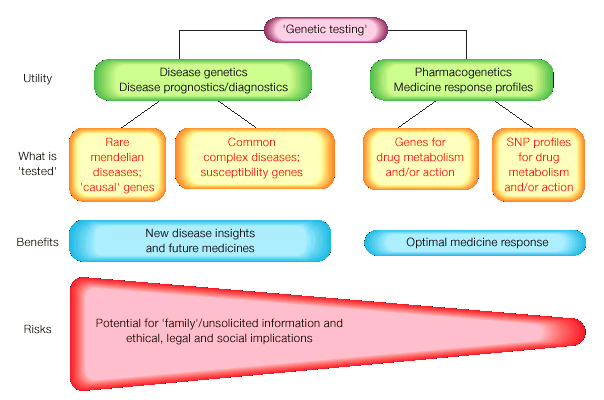 'Genetic testing'
Utility
Disease genetics
Disease prognostics/diagnostics
Pharmacogenetics
Medicine response profiles
What is
'tested'
Rare
mendelian
diseases;
'causal' genes
Common
complex diseases;
susceptibility genes
Genes for
drug metabolism
and/or action
SNP profiles
for drug
metabolism
and/or action
Benefits
New disease insights
and future medicines
Optimal medicine response
Risks
Potential for 'family'/unsolicited information and
ethical, legal and social implications